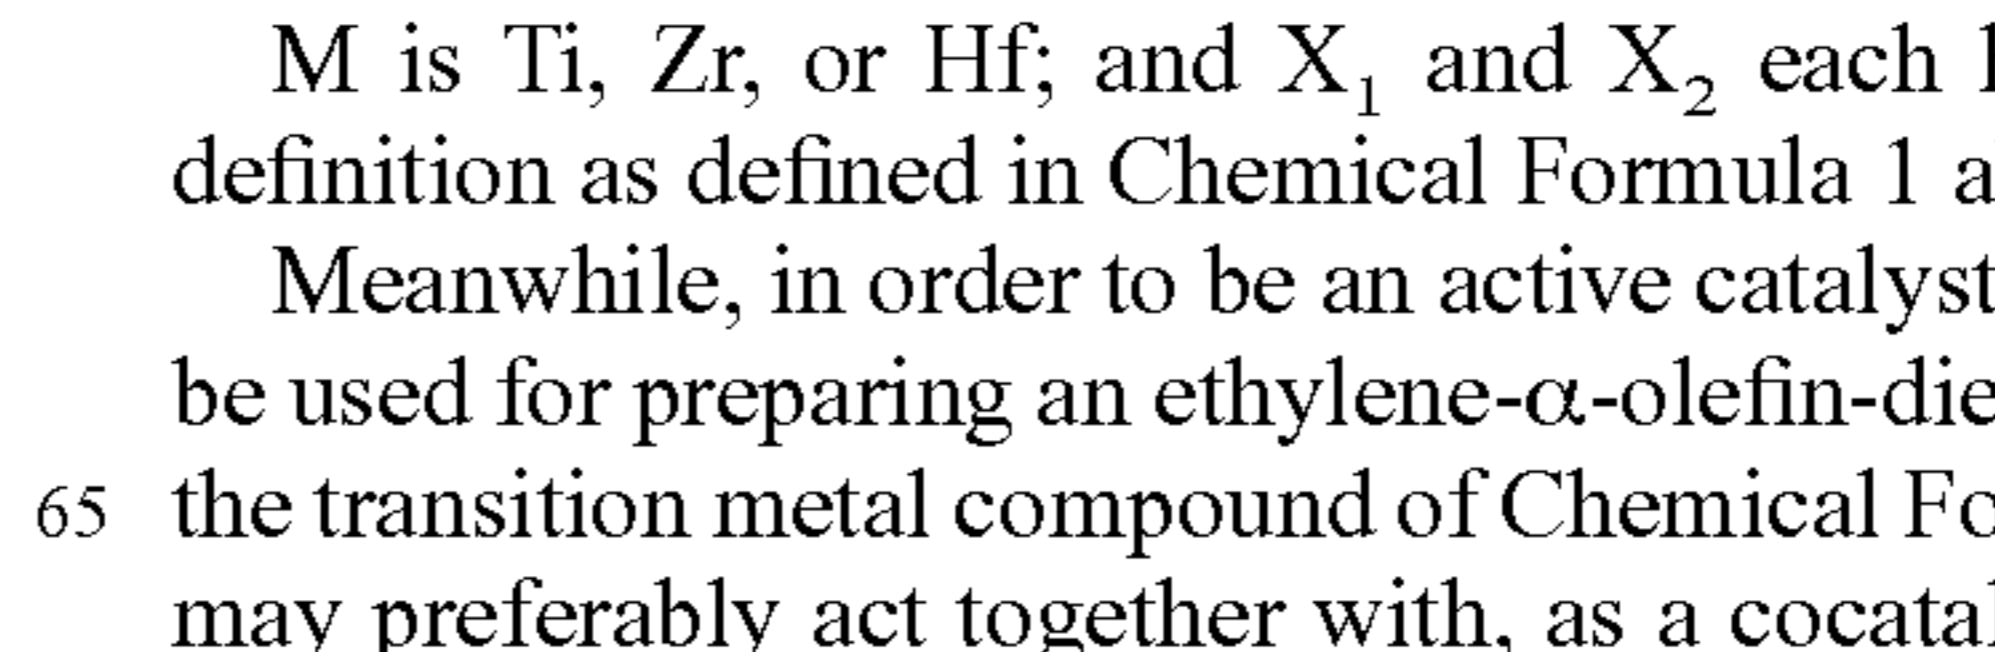 M is Ti, Zr, or Hf; and X₁ and X₂ each
definition as defined in Chemical Formula 1
Meanwhile, in order to be an active catalyst
be used for preparing an ethylene-α-olefin-die
65 the transition metal compound of Chemical Fo
may preferably act together with, as a cocatal